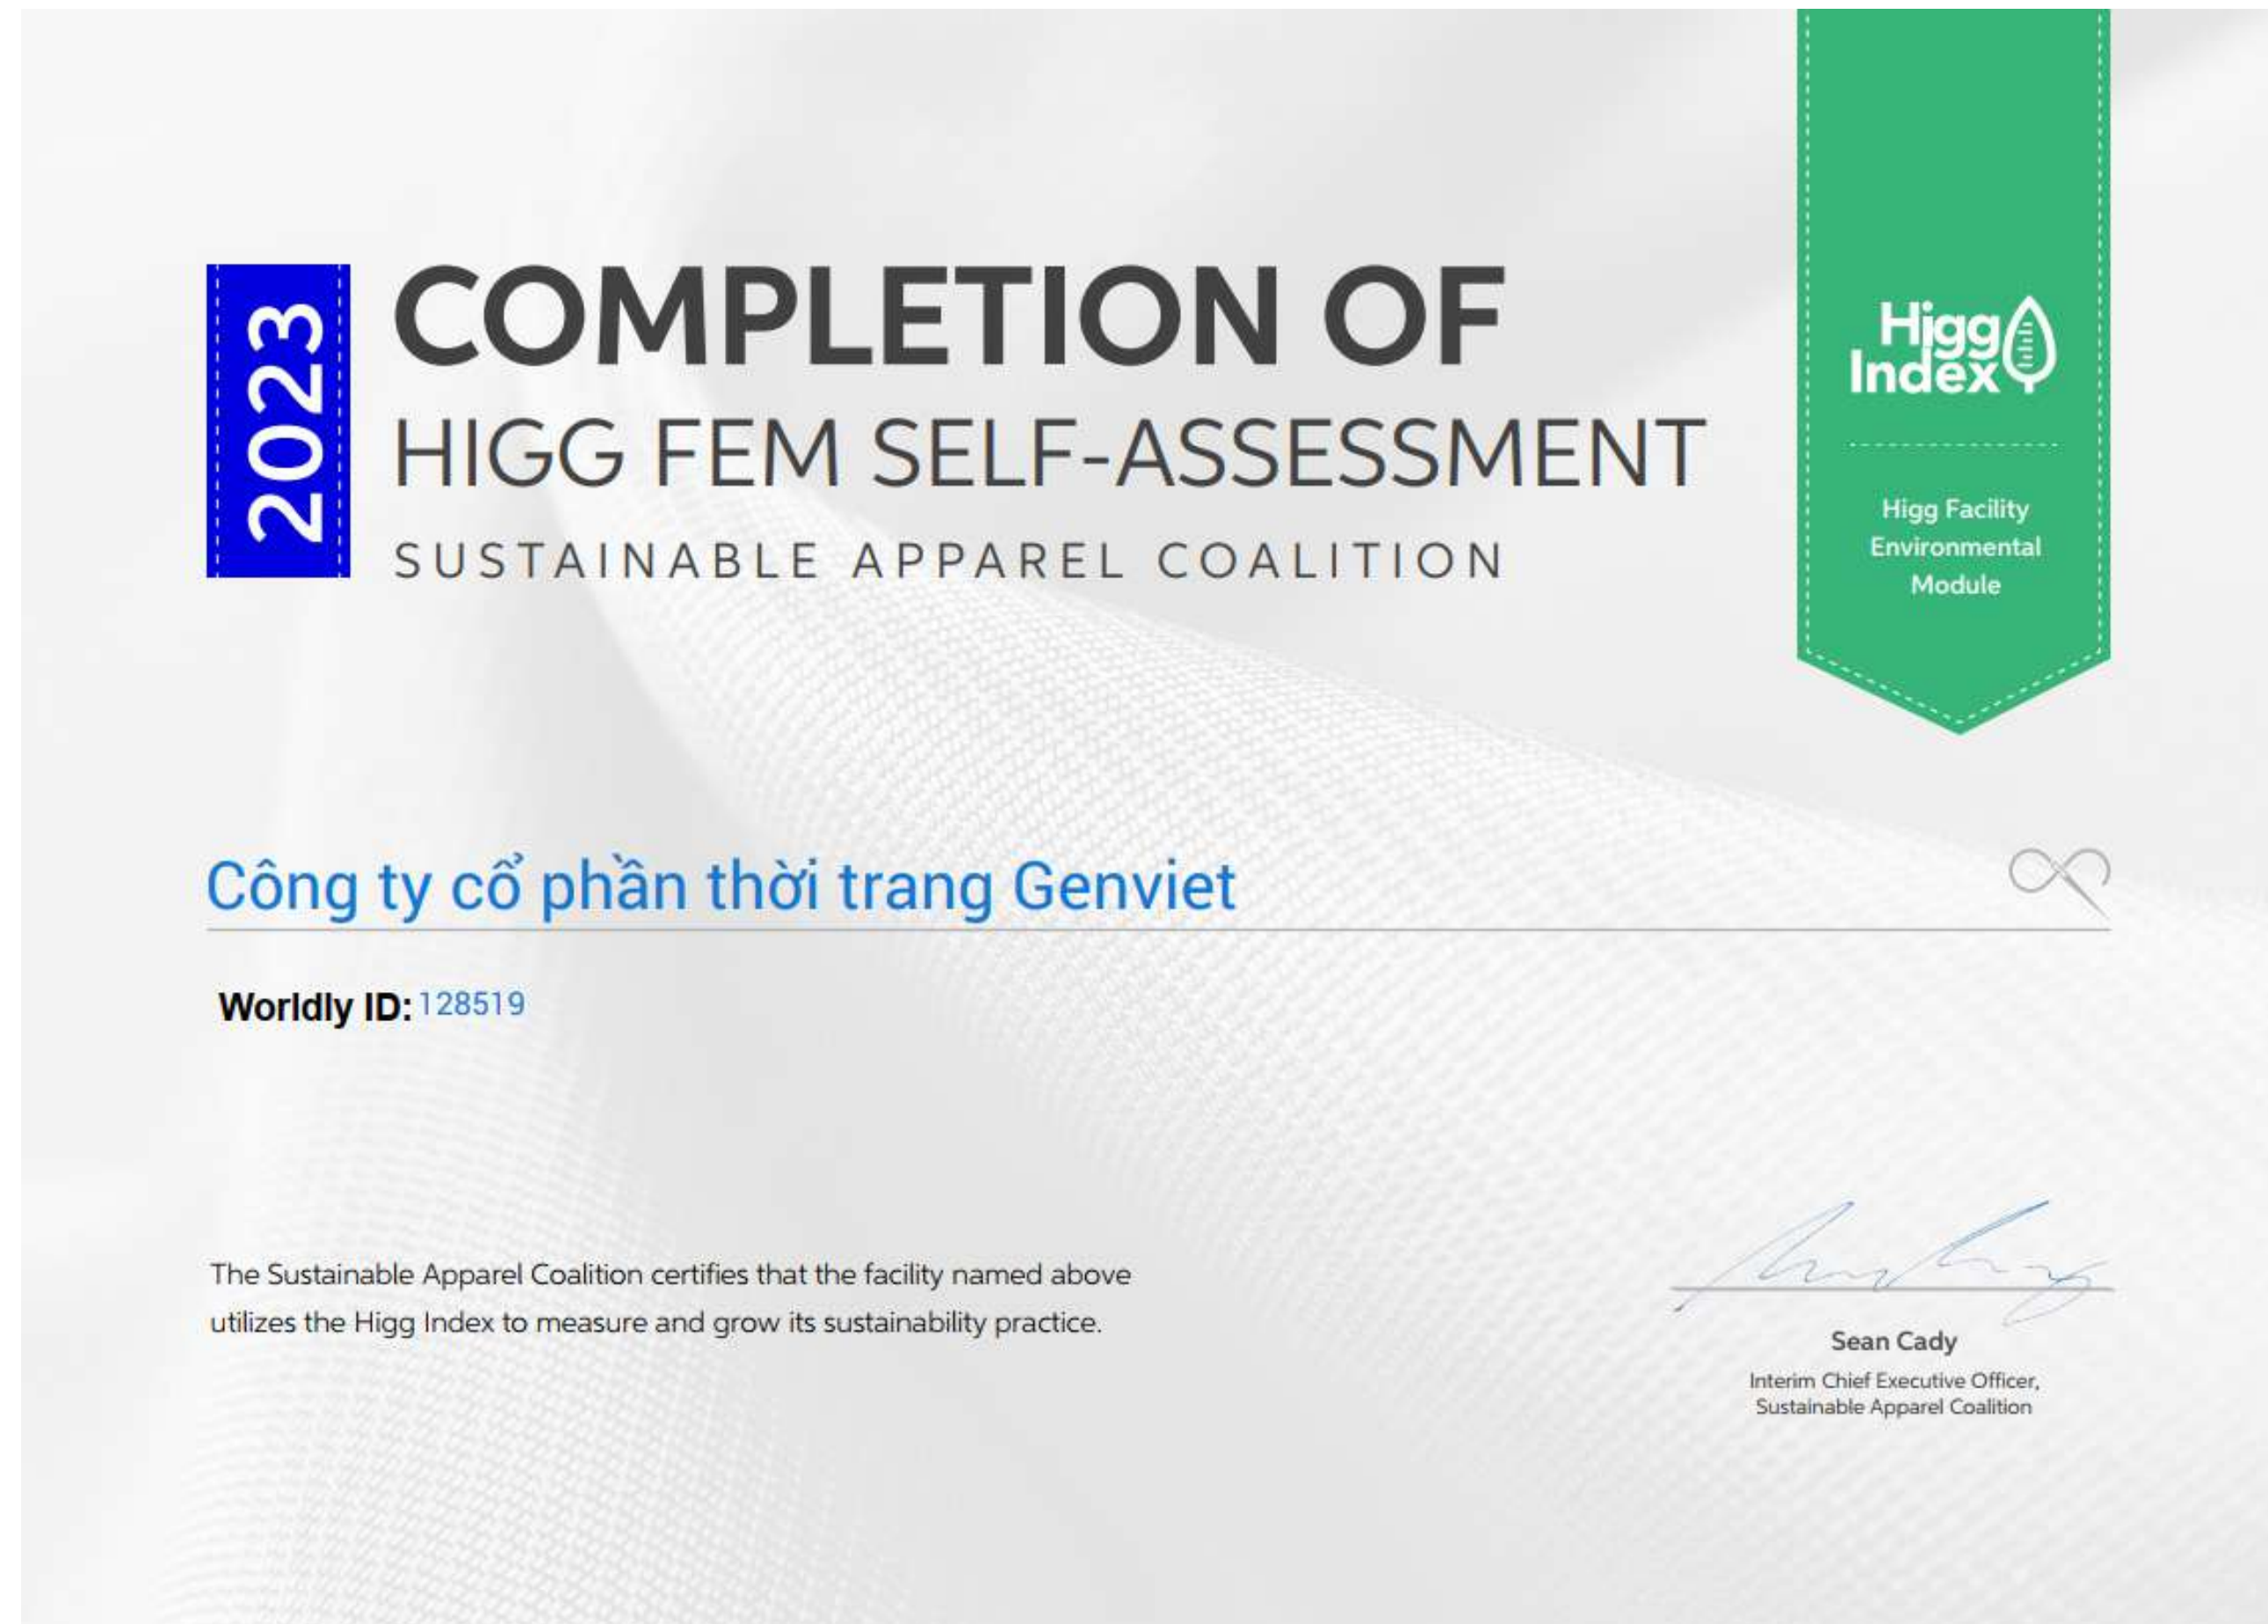 2023
COMPLETION OF
HIGG FEM SELF-ASSESSMENT
SUSTAINABLE APPAREL COALITION
Higg
Index
Higg Facility
Environmental
Module
Công ty cổ phần thời trang Genviet
Worldly ID: 128519
The Sustainable Apparel Coalition certifies that the facility named above
utilizes the Higg Index to measure and grow its sustainability practice.
Sean Cady
Interim Chief Executive Officer,
Sustainable Apparel Coalition